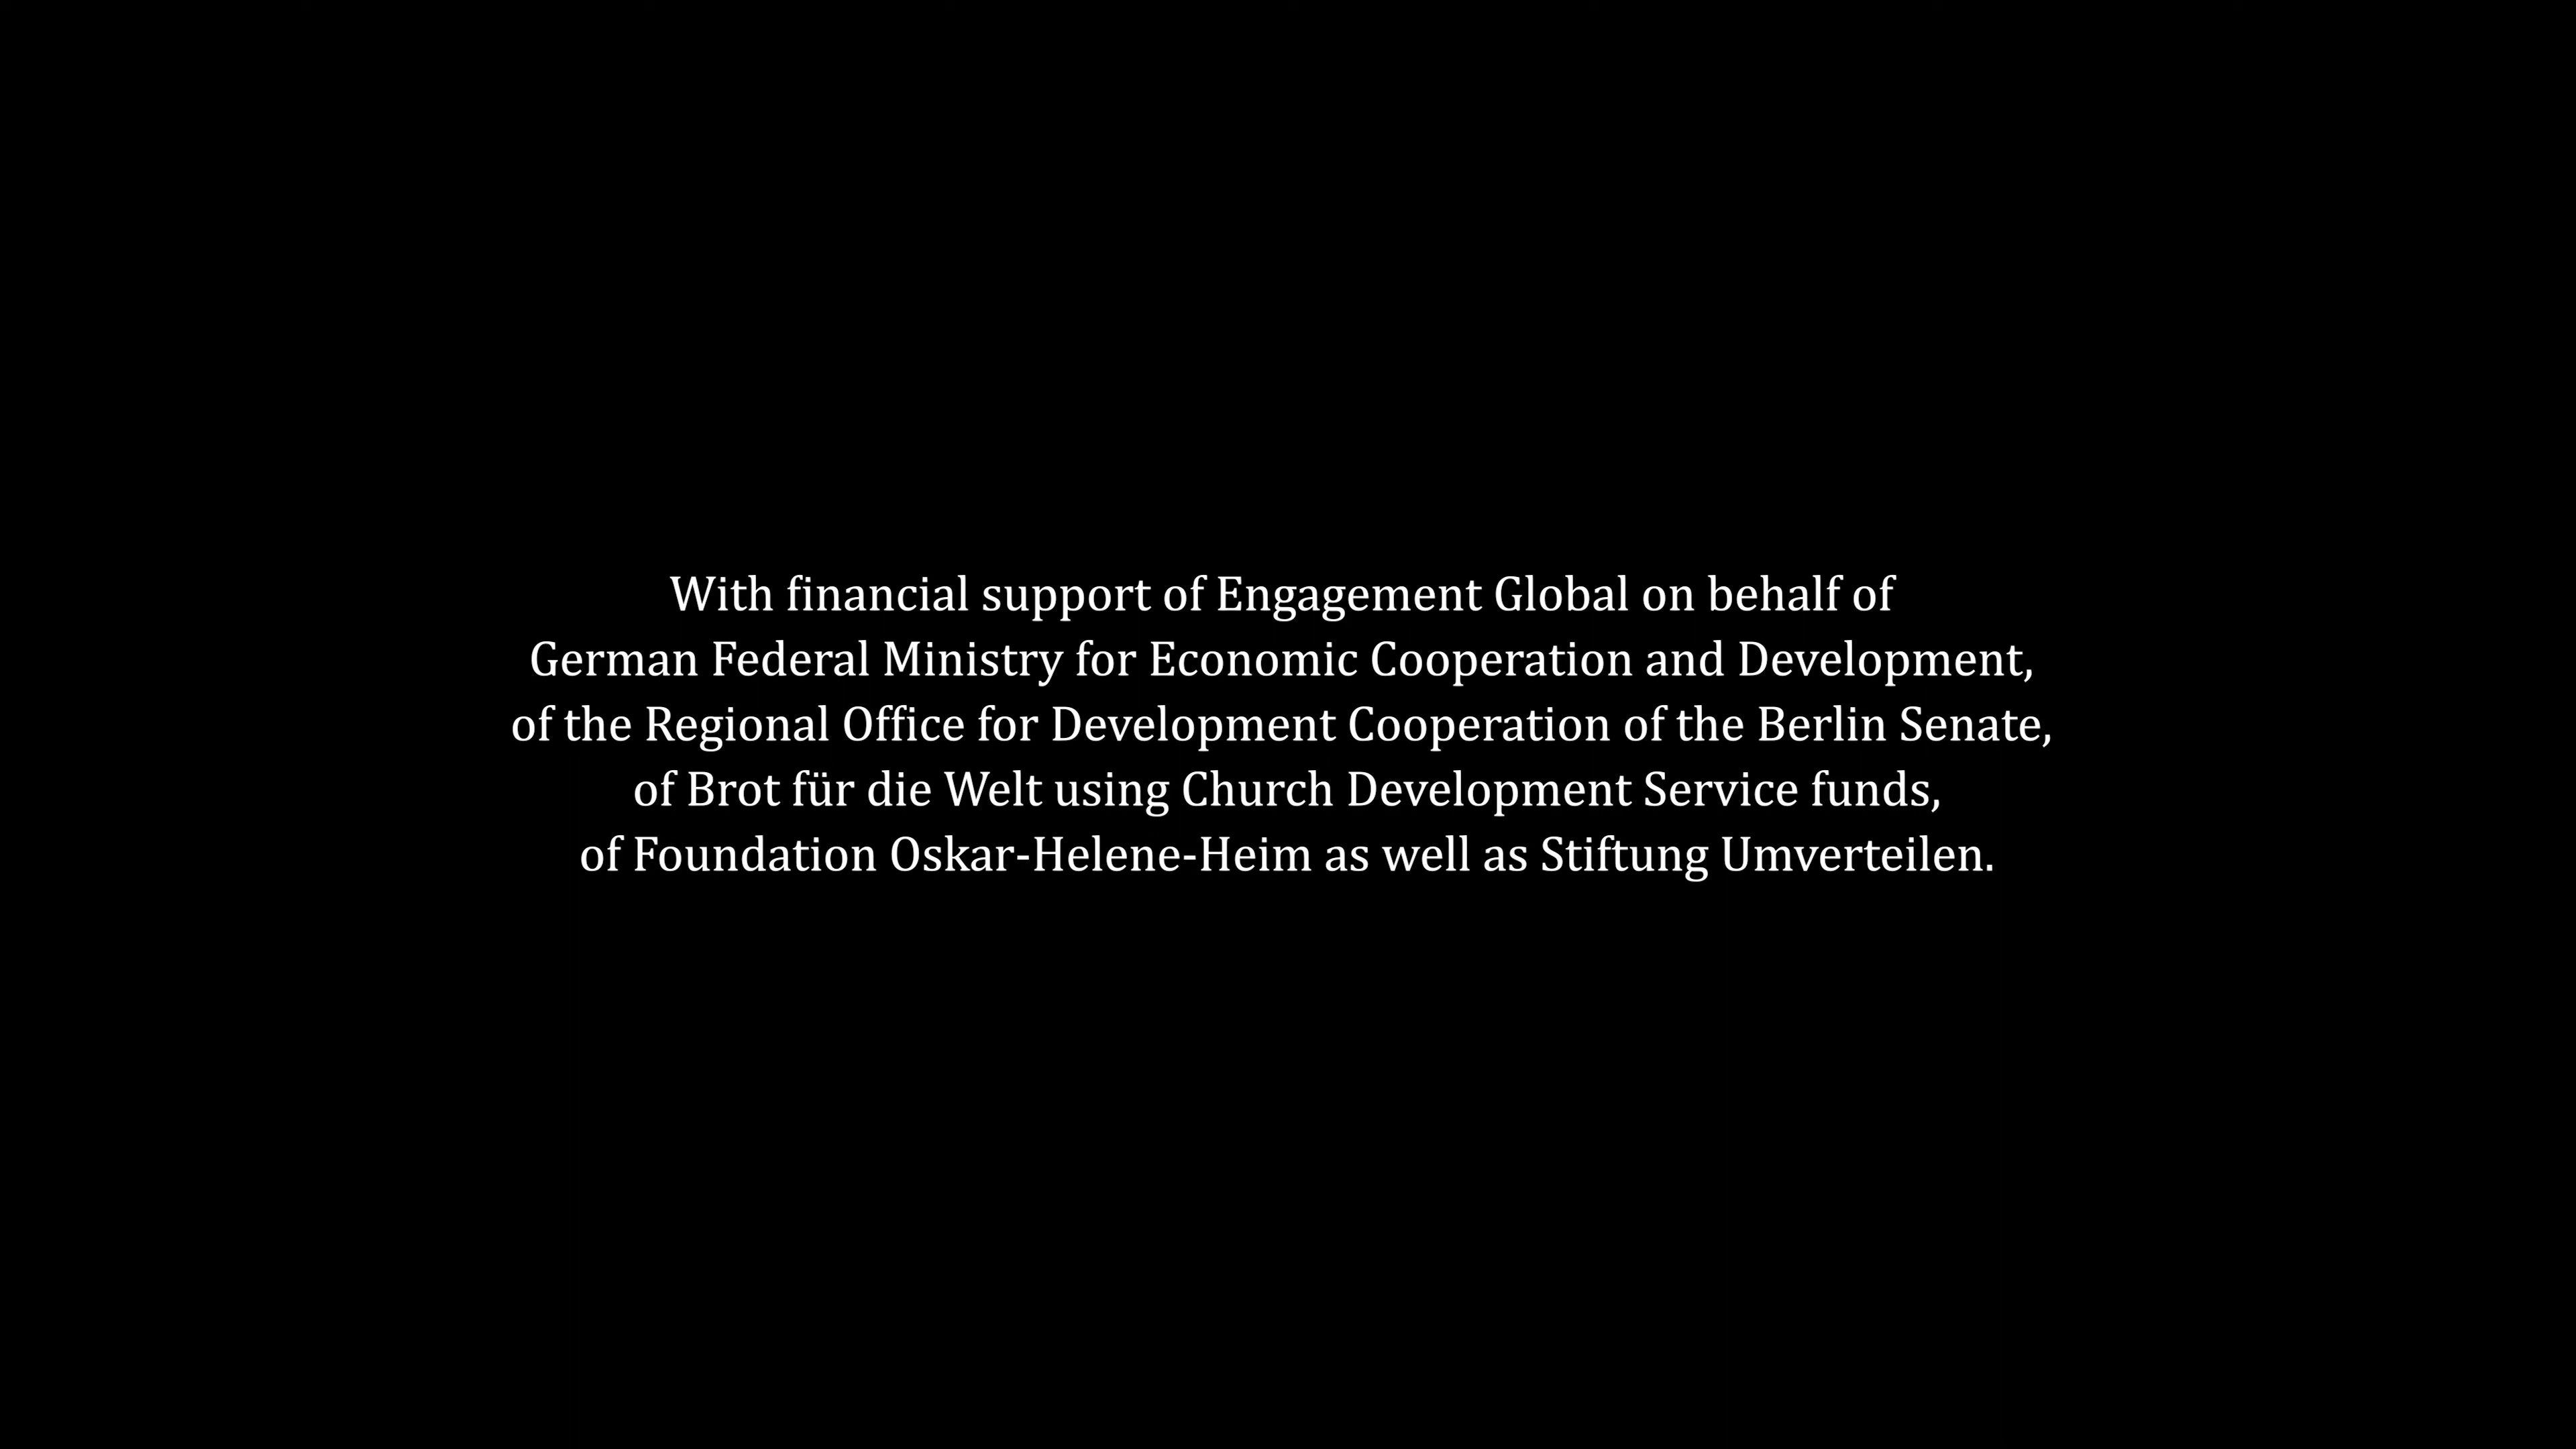 With financial support of Engagement Global on behalf of
German Federal Ministry for Economic Cooperation and Development,
of the Regional Office for Development Cooperation of the Berlin Senate,
of Brot für die Welt using Church Development Service funds,
of Foundation Oskar-Helene-Heim as well as Stiftung Umverteilen.